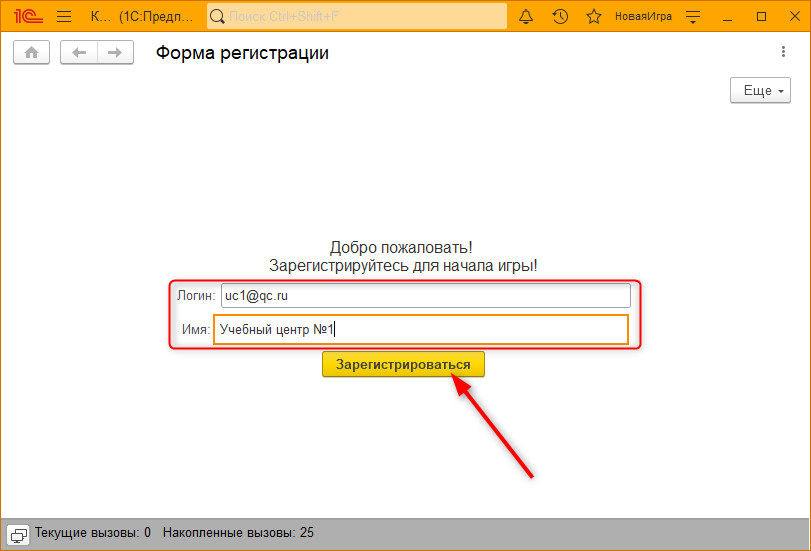 1С К... (1С:Предп... Поиск Ctrl+Shift+F НоваяИгра
Форма регистрации
Еще
Добро пожаловать!
Зарегистрируйтесь для начала игры!
Логин: uc1@qc.ru
Имя: Учебный центр №1
Зарегистрироваться
Текущие вызовы: 0 Накопленные вызовы: 25